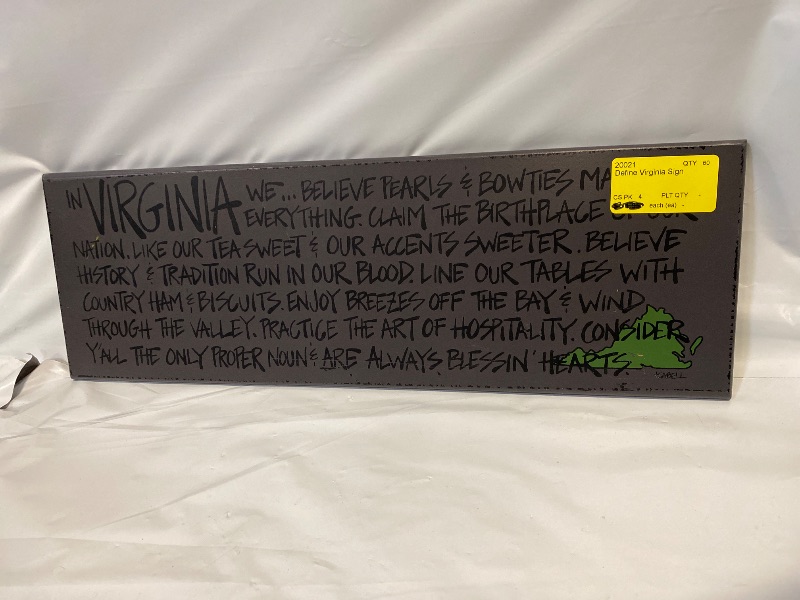 IN VIRGINIA WE... BELIEVE PEARLS & BOWTIES MA
EVERYTHING. CLAIM THE BIRTHPLACE OF OUR
NATION. LIKE OUR TEA SWEET & OUR ACCENTS SWEETER. BELIEVE
HISTORY & TRADITION RUN IN OUR BLOOD. LINE OUR TABLES WITH
COUNTRY HAM & BISCUITS. ENJOY BREEZES OFF THE BAY & WIND
THROUGH THE VALLEY. PRACTICE THE ART OF HOSPITALITY. CONSIDER
Y'ALL THE ONLY PROPER NOUN & ARE ALWAYS BLESSIN' HEARTS.
20021 QTY 60
Define Virginia Sign
CS PK 4 PLT QTY -
each (ea) -